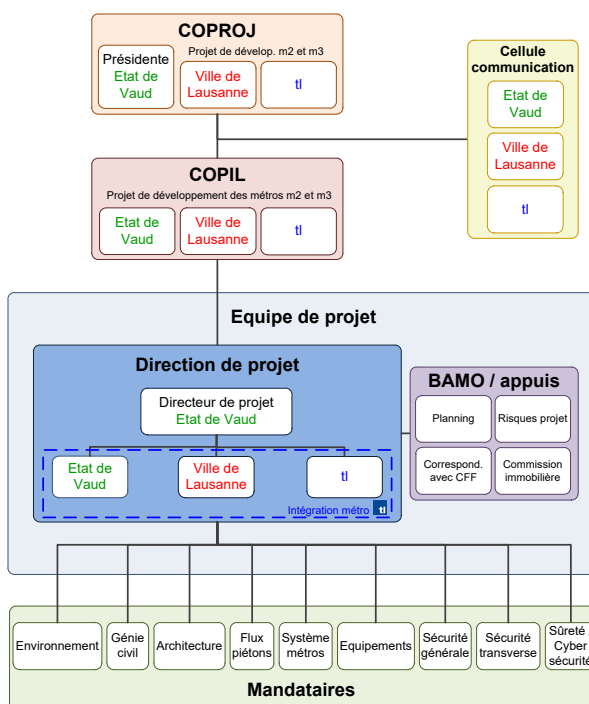 COPROJ
Projet de dévelop. m2 et m3
Présidente
Etat de
Vaud
Ville de
Lausanne
tl
Cellule
communication
Etat de
Vaud
Ville de
Lausanne
tl
COPIL
Projet de développement des métros m2 et m3
Etat de
Vaud
Ville de
Lausanne
tl
Equipe de projet
Direction de projet
Directeur de projet
Etat de Vaud
Etat de
Vaud
Ville de
Lausanne
tl
Intégration métro tl
BAMO / appuis
Planning
Risques projet
Correspond.
avec CFF
Commission
immobilière
Environnement
Génie
civil
Architecture
Flux
piétons
Système
métros
Equipements
Sécurité
générale
Sécurité
transverse
Sûreté /
Cyber
sécurité
Mandataires